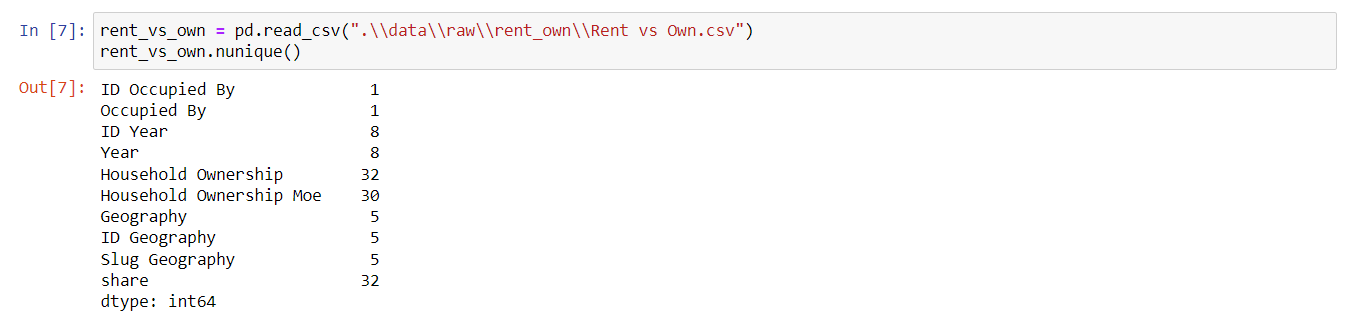 In [7]: rent_vs_own = pd.read_csv(".\\data\\raw\\rent_own\\Rent vs Own.csv")
rent_vs_own.nunique()
Out[7]: ID Occupied By 1
Occupied By 1
ID Year 8
Year 8
Household Ownership 32
Household Ownership Moe 30
Geography 5
ID Geography 5
Slug Geography 5
share 32
dtype: int64